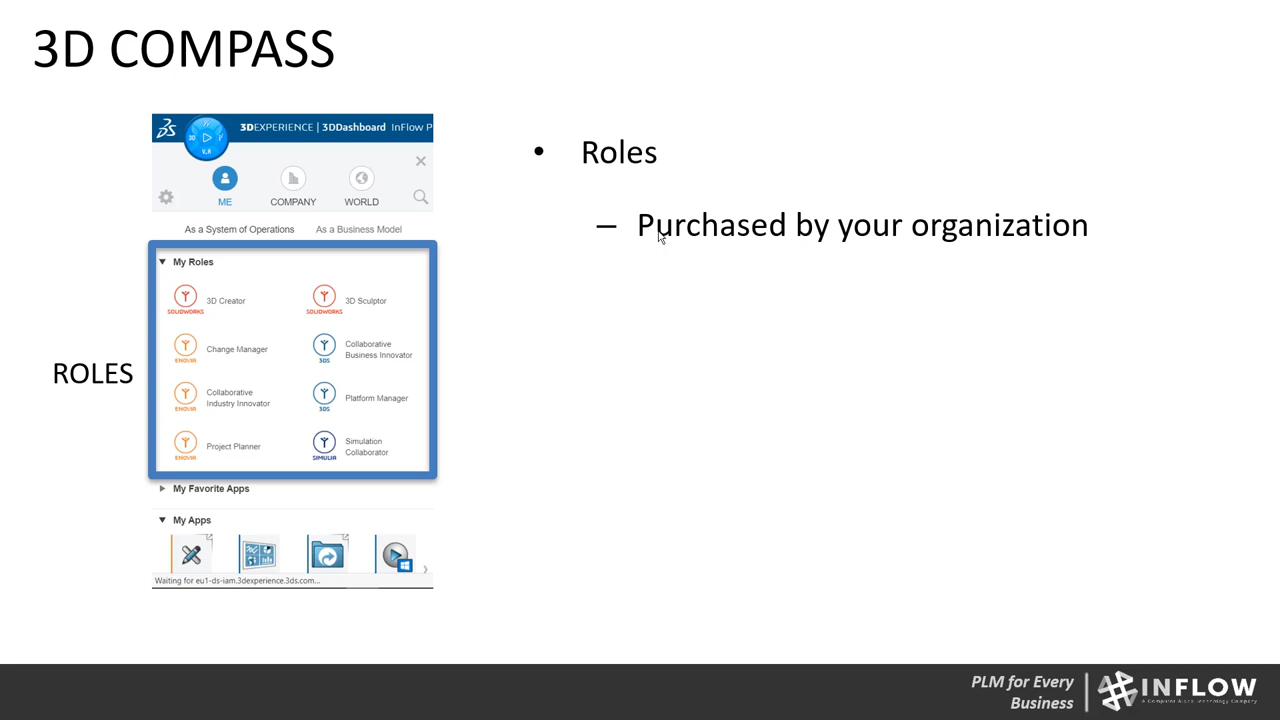 3D COMPASS
3DEXPERIENCE | 3DDashboard InFlow P
3D
V.R
ME
COMPANY
WORLD
As a System of Operations
As a Business Model
My Roles
3D Creator
SOLIDWORKS
3D Sculptor
SOLIDWORKS
Change Manager
ENOVIA
Collaborative
Business Innovator
3DS
Collaborative
Industry Innovator
ENOVIA
Platform Manager
3DS
Project Planner
ENOVIA
Simulation
Collaborator
SIMULIA
My Favorite Apps
My Apps
Waiting for eu1-ds-iam.3dexperience.3ds.com...
ROLES
• Roles
– Purchased by your organization
PLM for Every
Business
INFLOW